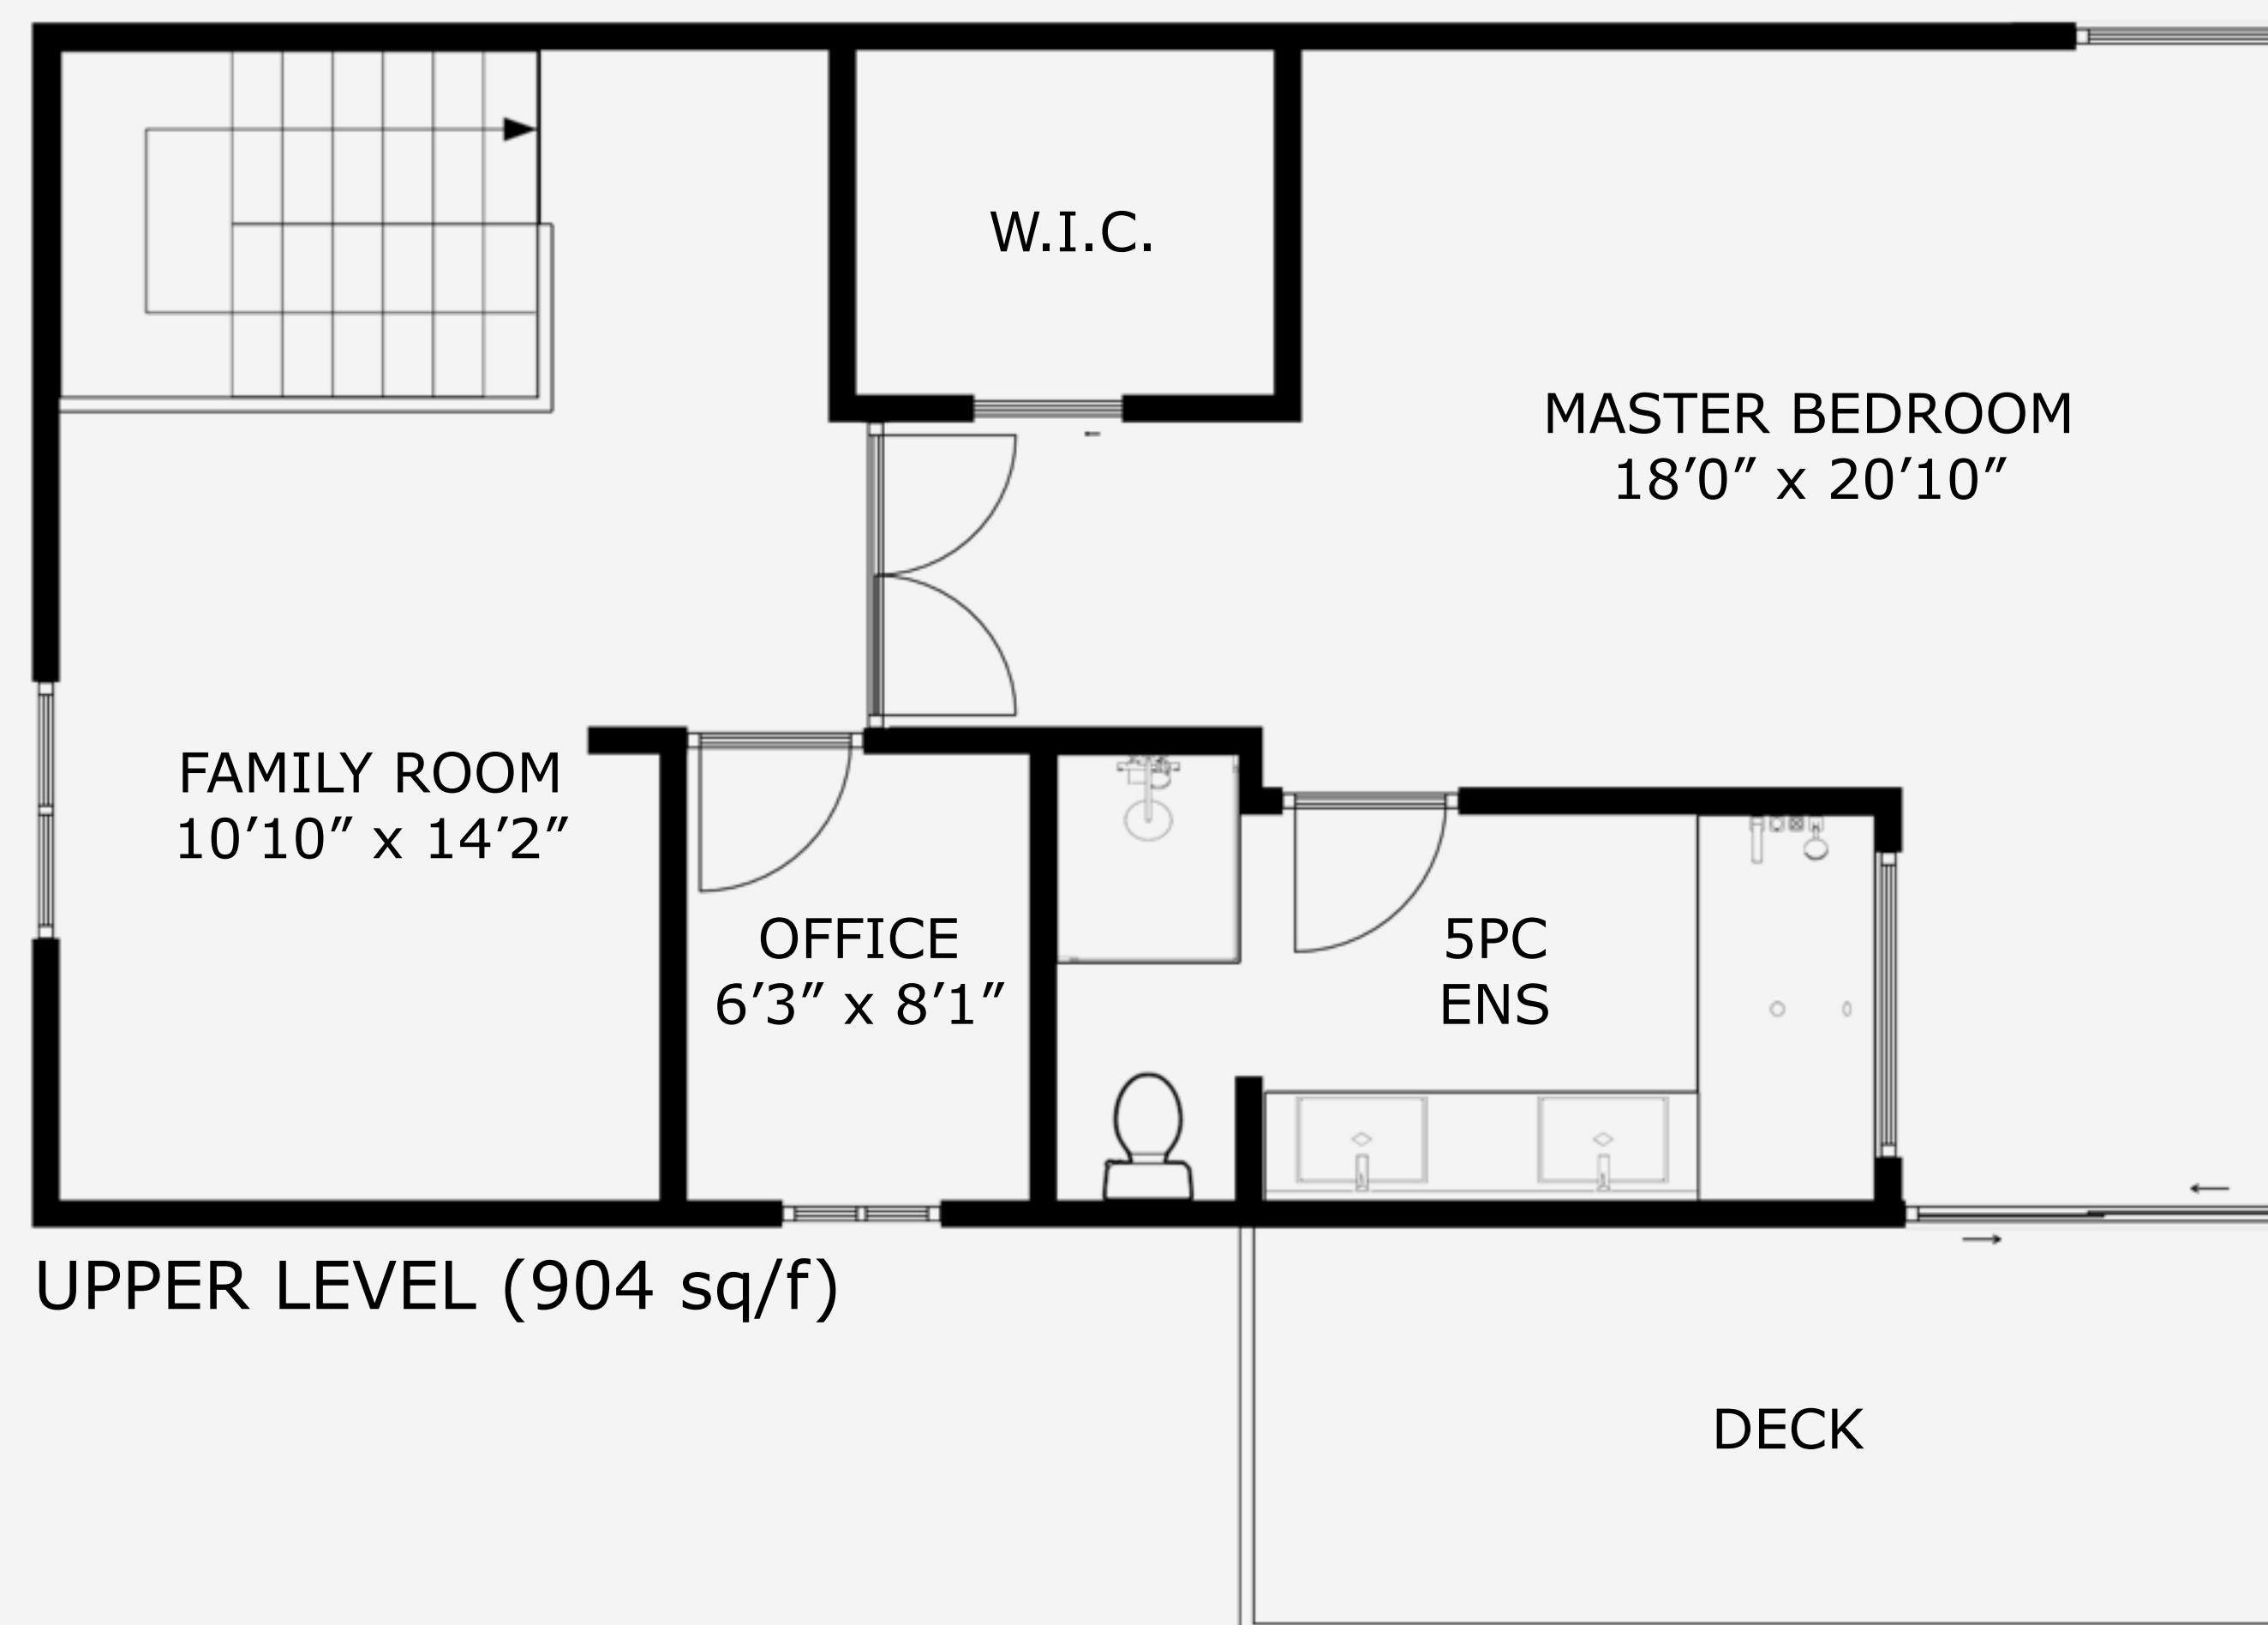 W.I.C.
MASTER BEDROOM
18′0″ x 20′10″
FAMILY ROOM
10′10″ x 14′2″
OFFICE
6′3″ x 8′1″
5PC
ENS
UPPER LEVEL (904 sq/f)
DECK